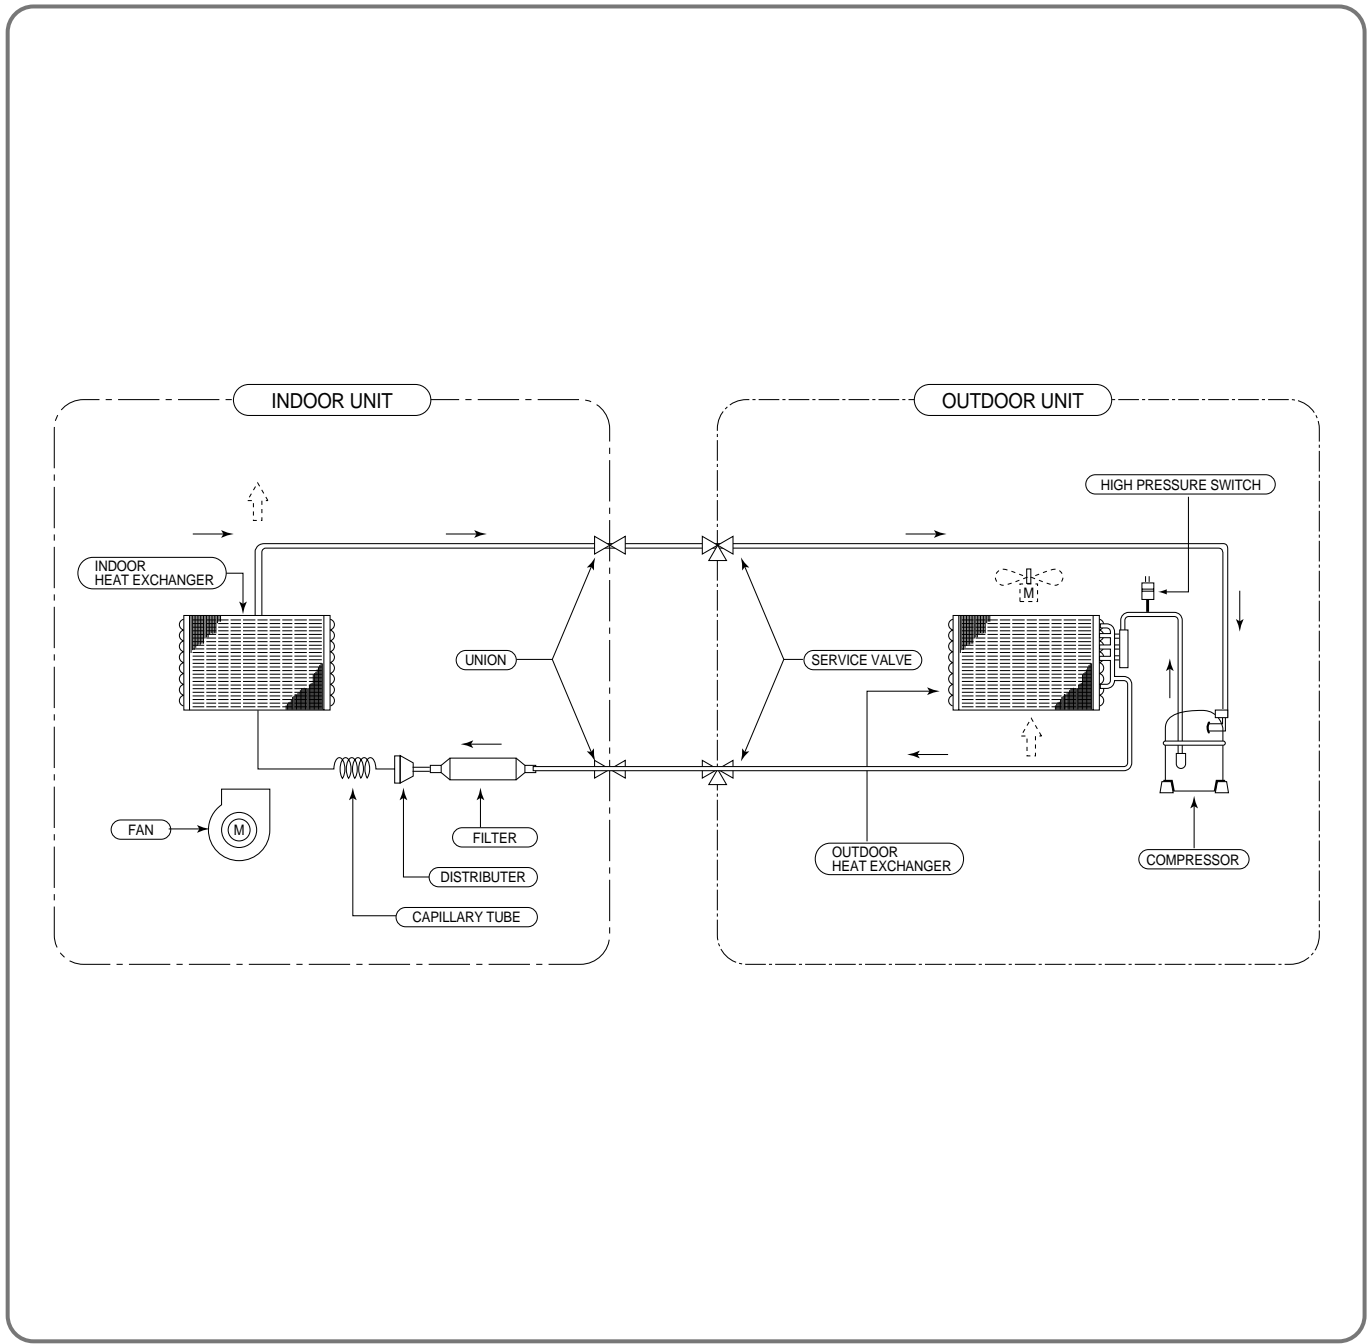 INDOOR UNIT
OUTDOOR UNIT
HIGH PRESSURE SWITCH
INDOOR
HEAT EXCHANGER
M
UNION
SERVICE VALVE
FAN
M
FILTER
OUTDOOR
HEAT EXCHANGER
COMPRESSOR
DISTRIBUTER
CAPILLARY TUBE